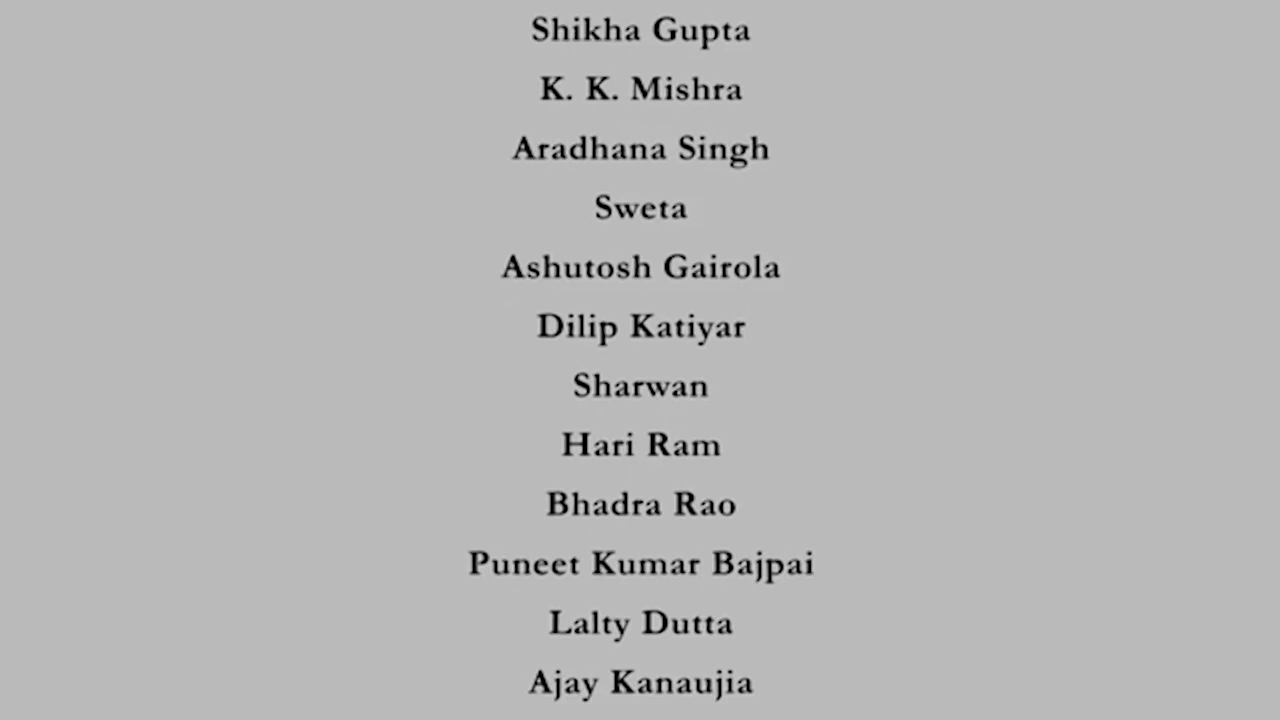 Shikha Gupta
K. K. Mishra
Aradhana Singh
Sweta
Ashutosh Gairola
Dilip Katiyar
Sharwan
Hari Ram
Bhadra Rao
Puneet Kumar Bajpai
Lalty Dutta
Ajay Kanaujia